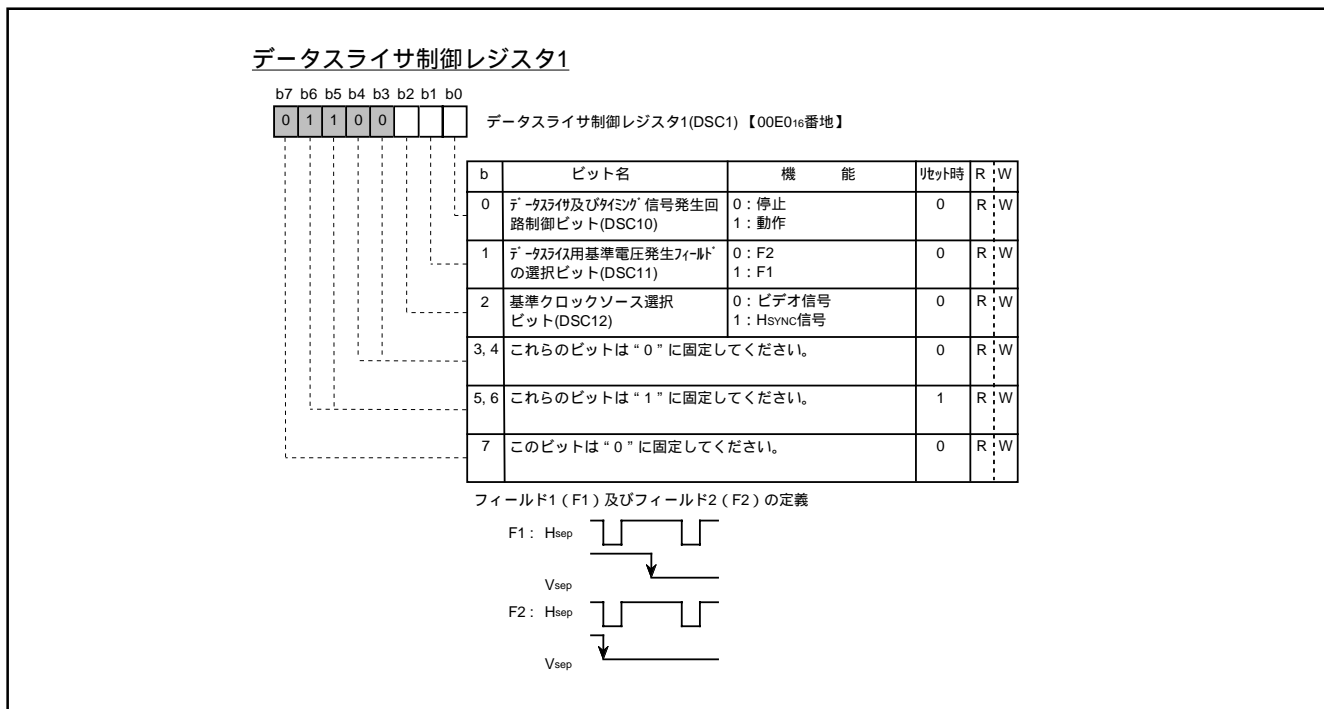 データスライサ制御レジスタ1
b7 b6 b5 b4 b3 b2 b1 b0
0 1 1 0 0
データスライサ制御レジスタ1(DSC1) 【00E016番地】
b ビット名 機 能 リセット時 R W
0 データスライサ及びタイミング信号発生回 0：停止 0 R W
路制御ビット(DSC10) 1：動作
1 データスライス用基準電圧発生フィールド 0：F2 0 R W
の選択ビット(DSC11) 1：F1
2 基準クロックソース選択 0：ビデオ信号 0 R W
ビット(DSC12) 1：HSYNC信号
3, 4 これらのビットは“0”に固定してください。 0 R W
5, 6 これらのビットは“1”に固定してください。 1 R W
7 このビットは“0”に固定してください。 0 R W
フィールド1（F1）及びフィールド2（F2）の定義
F1： Hsep
Vsep
F2： Hsep
Vsep